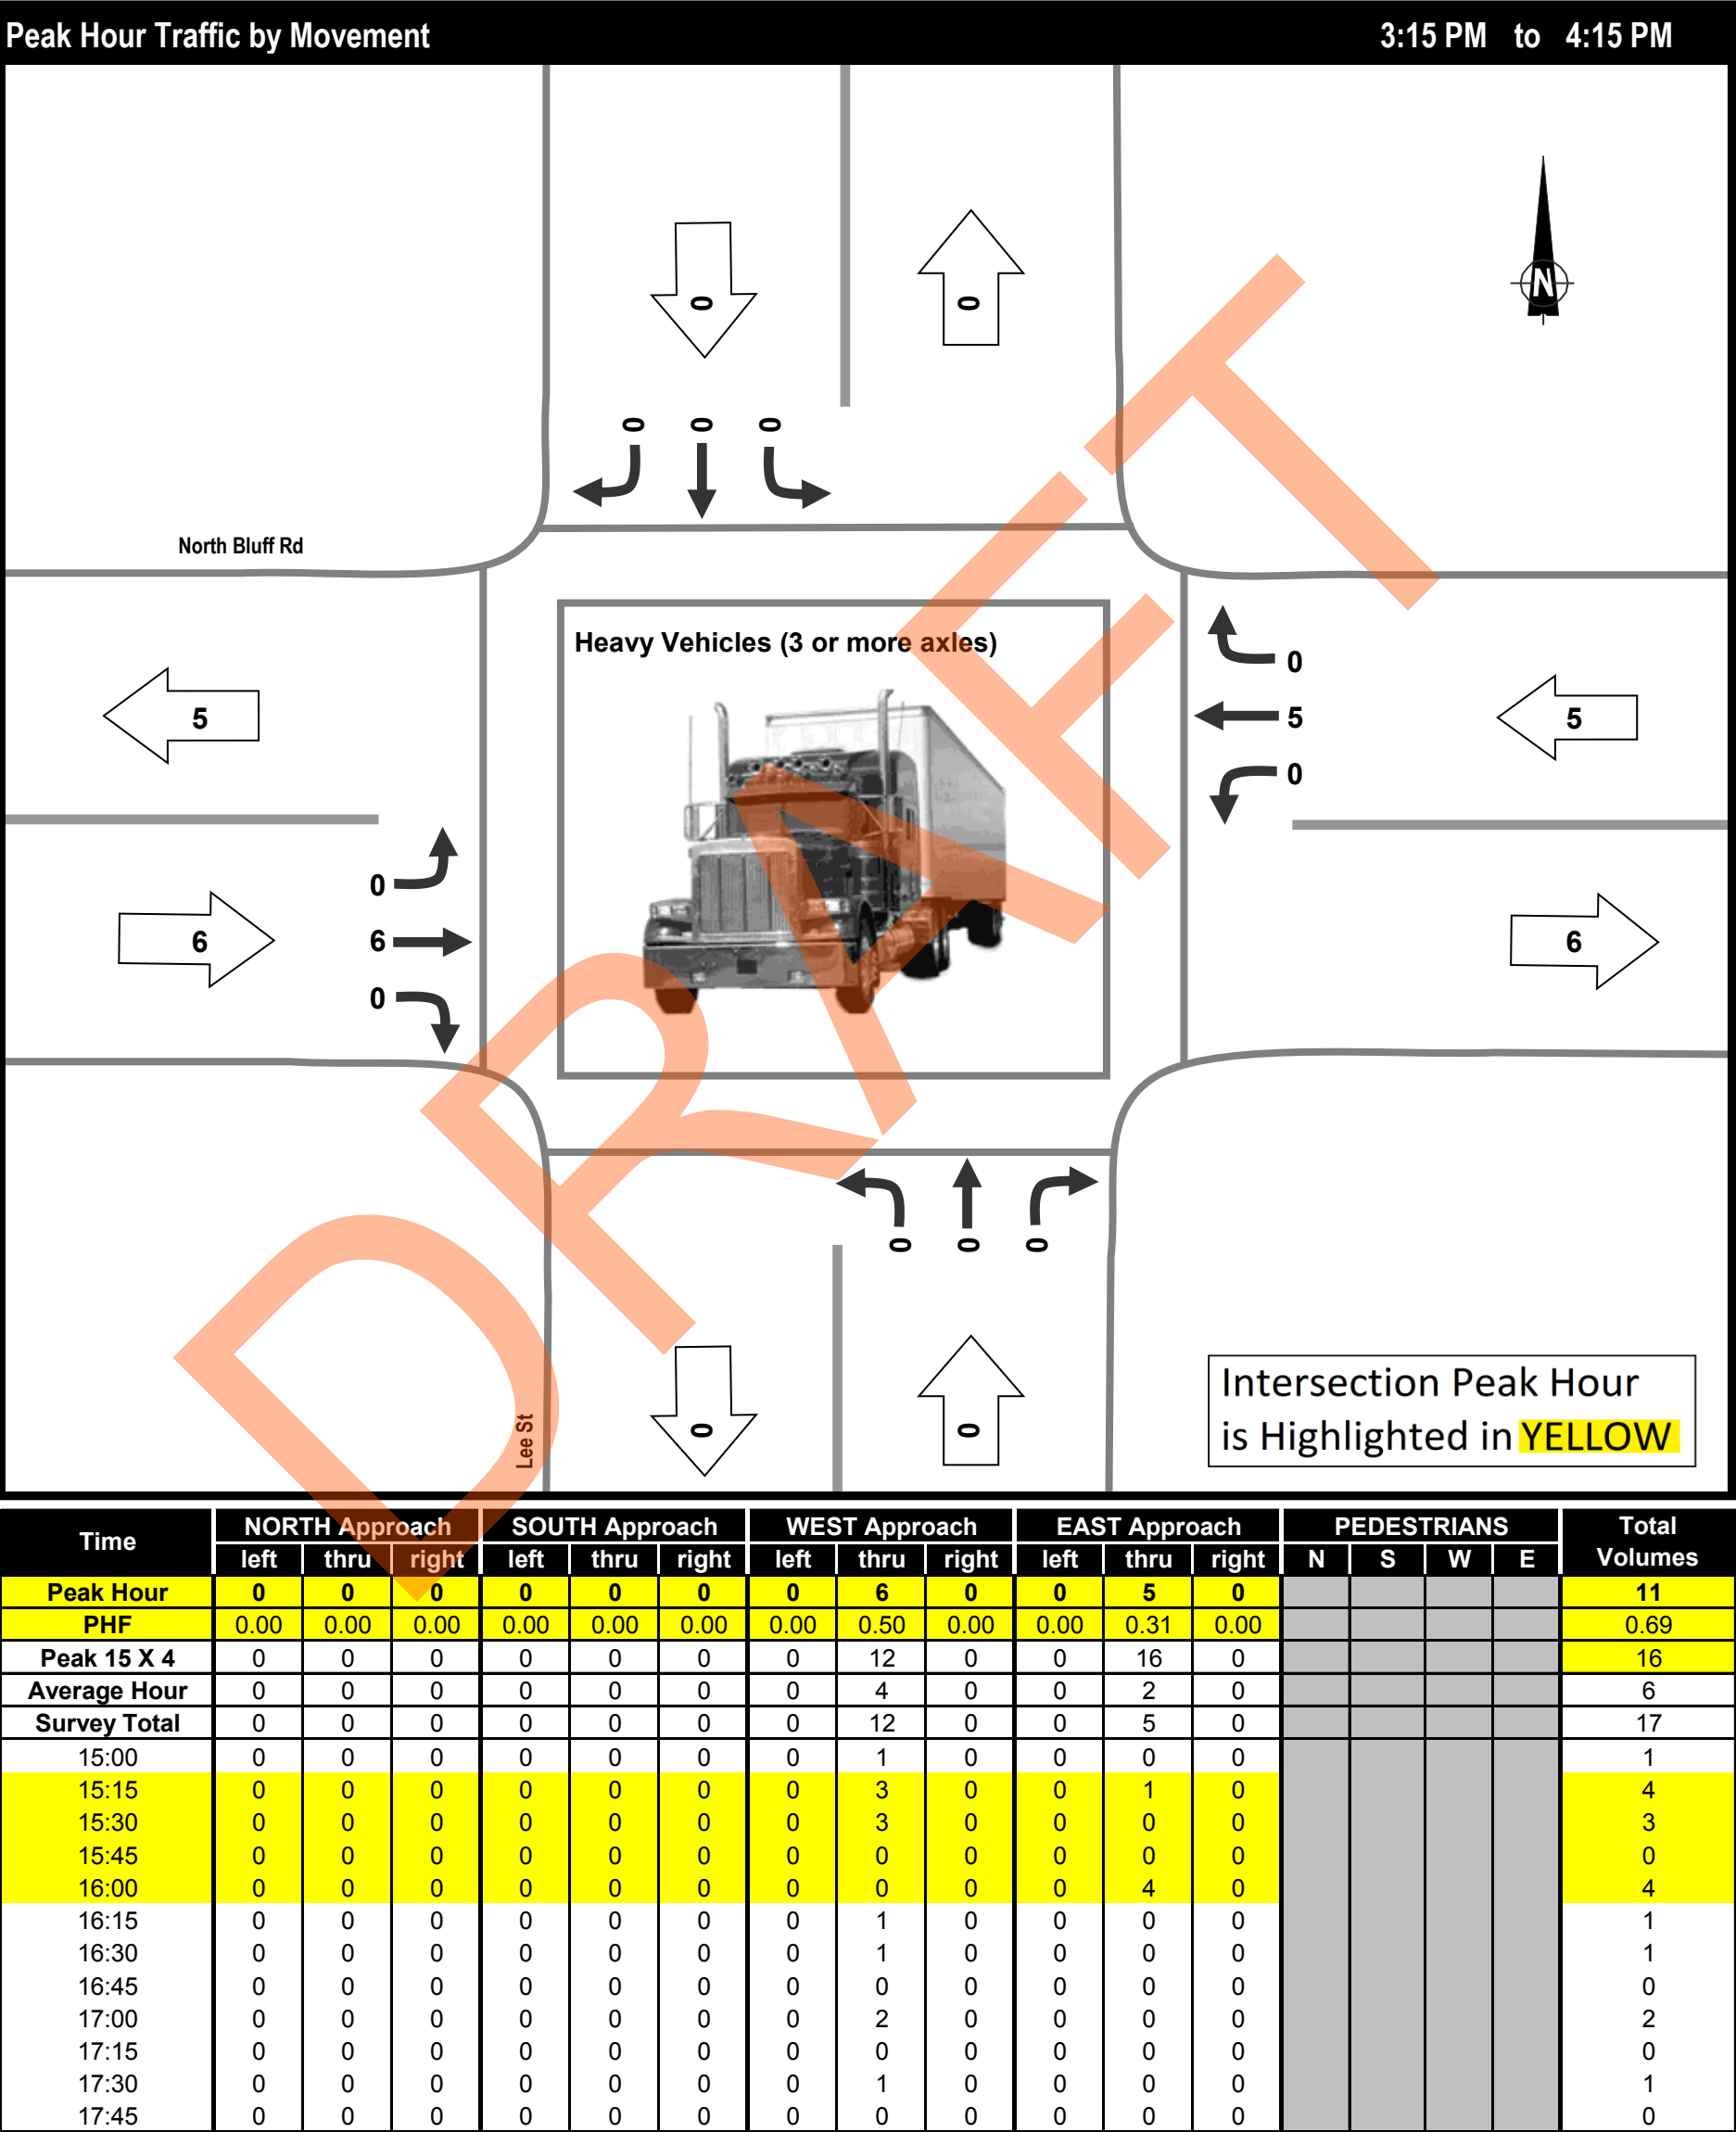 Peak Hour Traffic by Movement 3:15 PM to 4:15 PM
0 0
0 0 0
N
North Bluff Rd
Heavy Vehicles (3 or more axles)
0
5 5 5
0
0
6 6 6
0
0 0 0
0 0
Lee St
Intersection Peak Hour
is Highlighted in YELLOW
DRAFT
Time NORTH Approach SOUTH Approach WEST Approach EAST Approach PEDESTRIANS Total Volumes
left thru right left thru right left thru right left thru right N S W E
Peak Hour 0 0 0 0 0 0 0 6 0 0 5 0 11
PHF 0.00 0.00 0.00 0.00 0.00 0.00 0.00 0.50 0.00 0.00 0.31 0.00 0.69
Peak 15 X 4 0 0 0 0 0 0 0 12 0 0 16 0 16
Average Hour 0 0 0 0 0 0 0 4 0 0 2 0 6
Survey Total 0 0 0 0 0 0 0 12 0 0 5 0 17
15:00 0 0 0 0 0 0 0 1 0 0 0 0 1
15:15 0 0 0 0 0 0 0 3 0 0 1 0 4
15:30 0 0 0 0 0 0 0 3 0 0 0 0 3
15:45 0 0 0 0 0 0 0 0 0 0 0 0 0
16:00 0 0 0 0 0 0 0 0 0 0 4 0 4
16:15 0 0 0 0 0 0 0 1 0 0 0 0 1
16:30 0 0 0 0 0 0 0 1 0 0 0 0 1
16:45 0 0 0 0 0 0 0 0 0 0 0 0 0
17:00 0 0 0 0 0 0 0 2 0 0 0 0 2
17:15 0 0 0 0 0 0 0 0 0 0 0 0 0
17:30 0 0 0 0 0 0 0 1 0 0 0 0 1
17:45 0 0 0 0 0 0 0 0 0 0 0 0 0